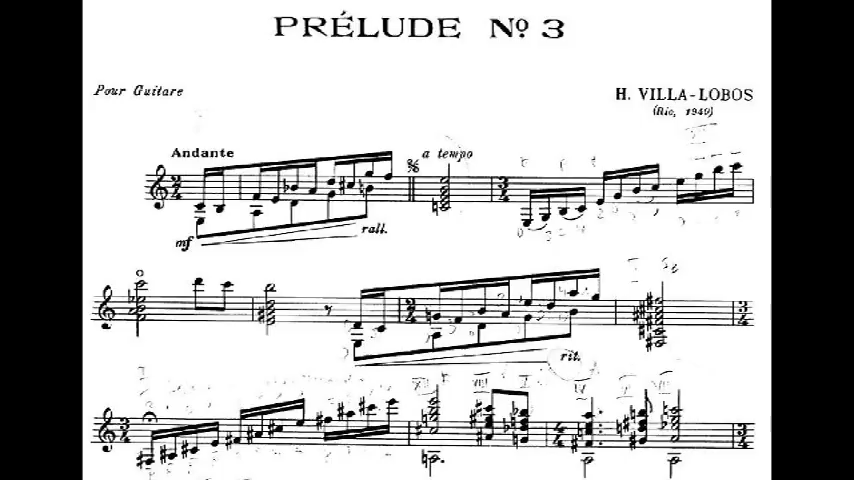 PRÉLUDE Nº 3
Pour Guitare
H. VILLA-LOBOS
(Rio, 1940)
Andante
a tempo
mf
rall.
rit.